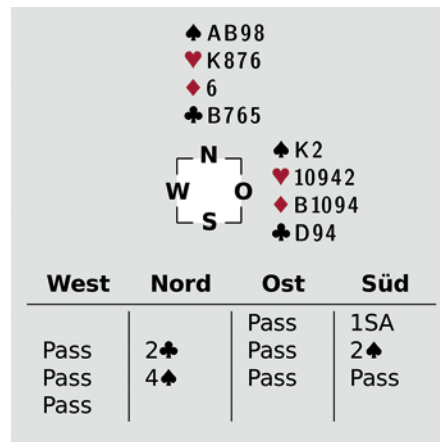 ♠ AB98
♥ K876
♦ 6
♣ B765
N
W O
S
♠ K2
♥ 10942
♦ B1094
♣ D94
West Nord Ost Süd
Pass 1SA
Pass 2♣ Pass 2♠
Pass 4♠ Pass Pass
Pass